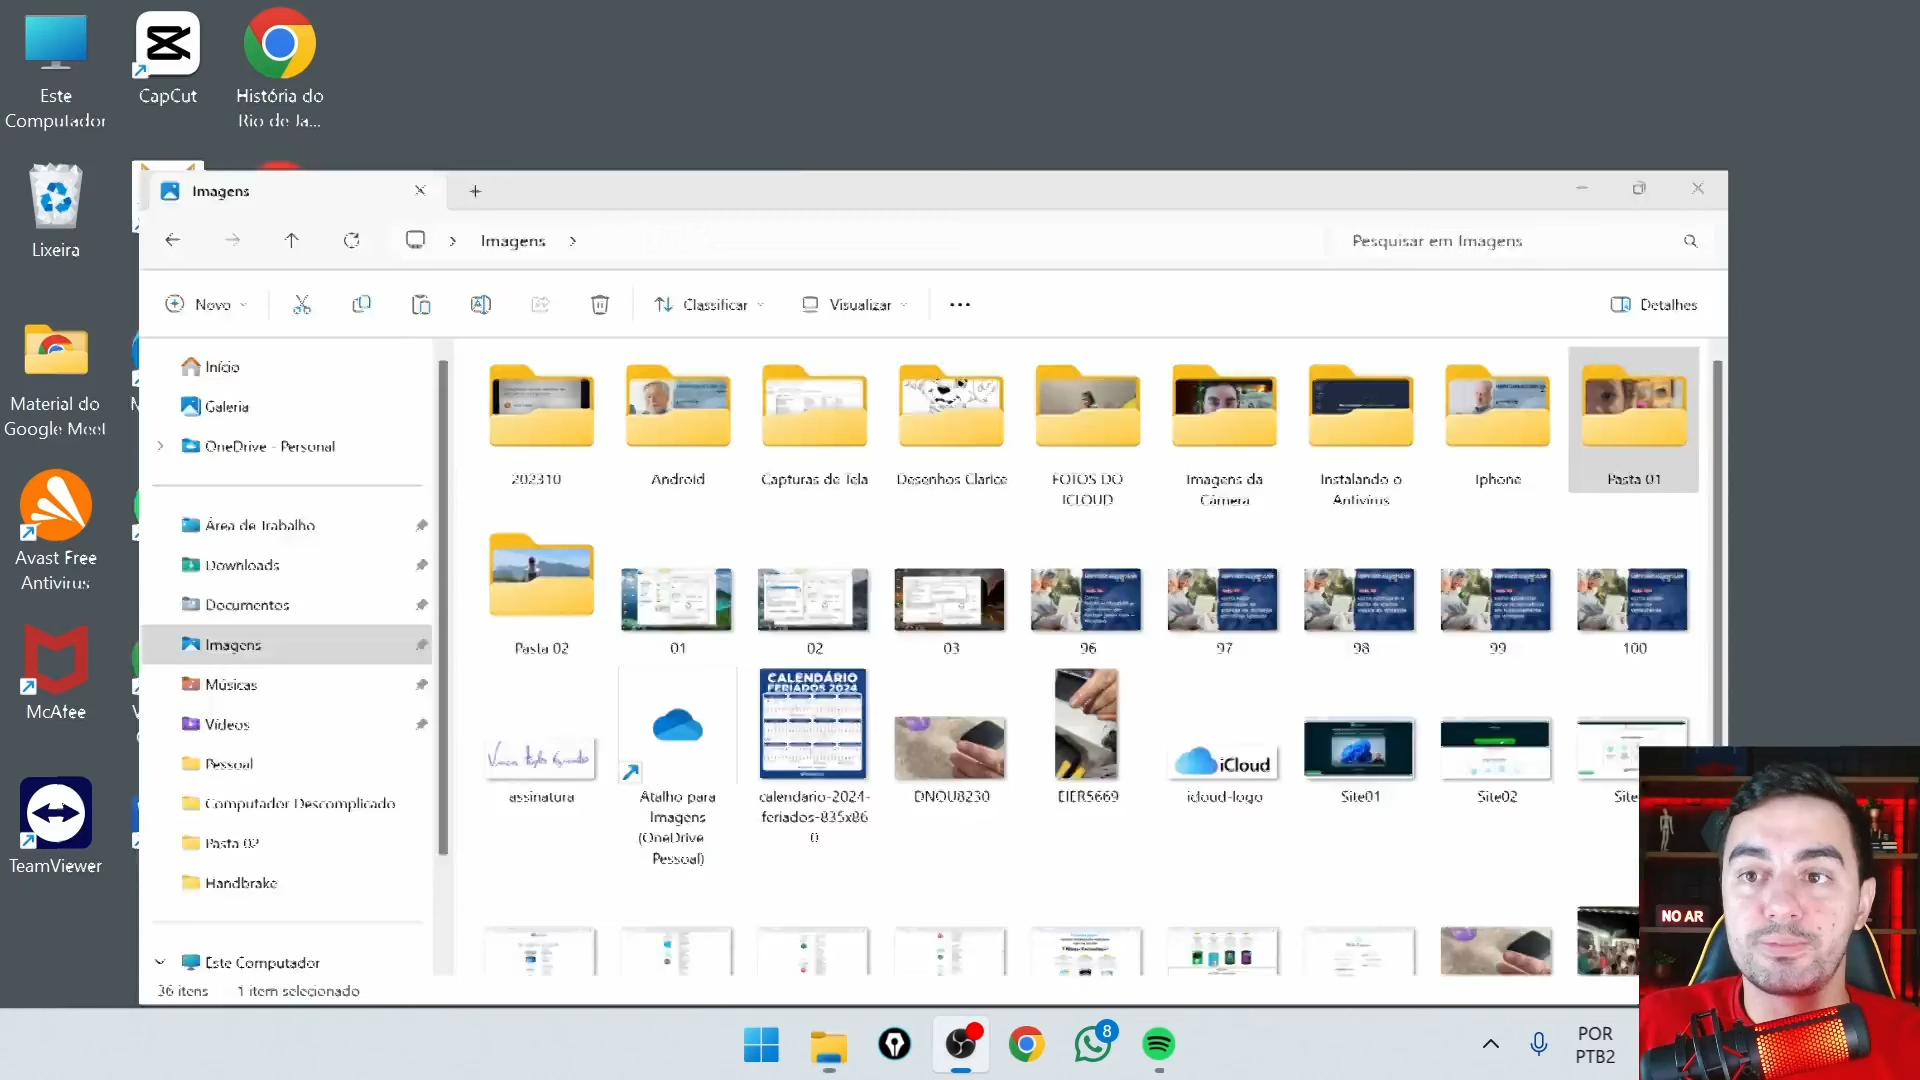 Este
Computador
CapCut
História do
Rio de Ja...
Lixeira
Material do
Google Meet
Avast Free
Antivirus
McAfee
TeamViewer
Imagens
Imagens
Pesquisar em Imagens
Novo
Classificar
Visualizar
Detalhes
Início
Galeria
OneDrive - Personal
Área de Trabalho
Downloads
Documentos
Imagens
Músicas
Vídeos
Pessoal
Computador Descomplicado
Pasta 02
Handbrake
Este Computador
36 itens
1 item selecionado
202310
Android
Capturas de Tela
Desenhos Clarice
FOTOS DO
ICLOUD
Imagens da
Câmera
Instalando o
Antivírus
Iphone
Pasta 01
Pasta 02
01
02
03
96
97
98
99
100
CALENDÁRIO
FERIADOS 2024
iCloud
assinatura
Atalho para
Imagens
(OneDrive
Pessoal)
calendario-2024-
feriados-835x86
0
DNOU8230
EIER5669
icloud-logo
Site01
Site02
Site
NO AR
8
POR
PTB2